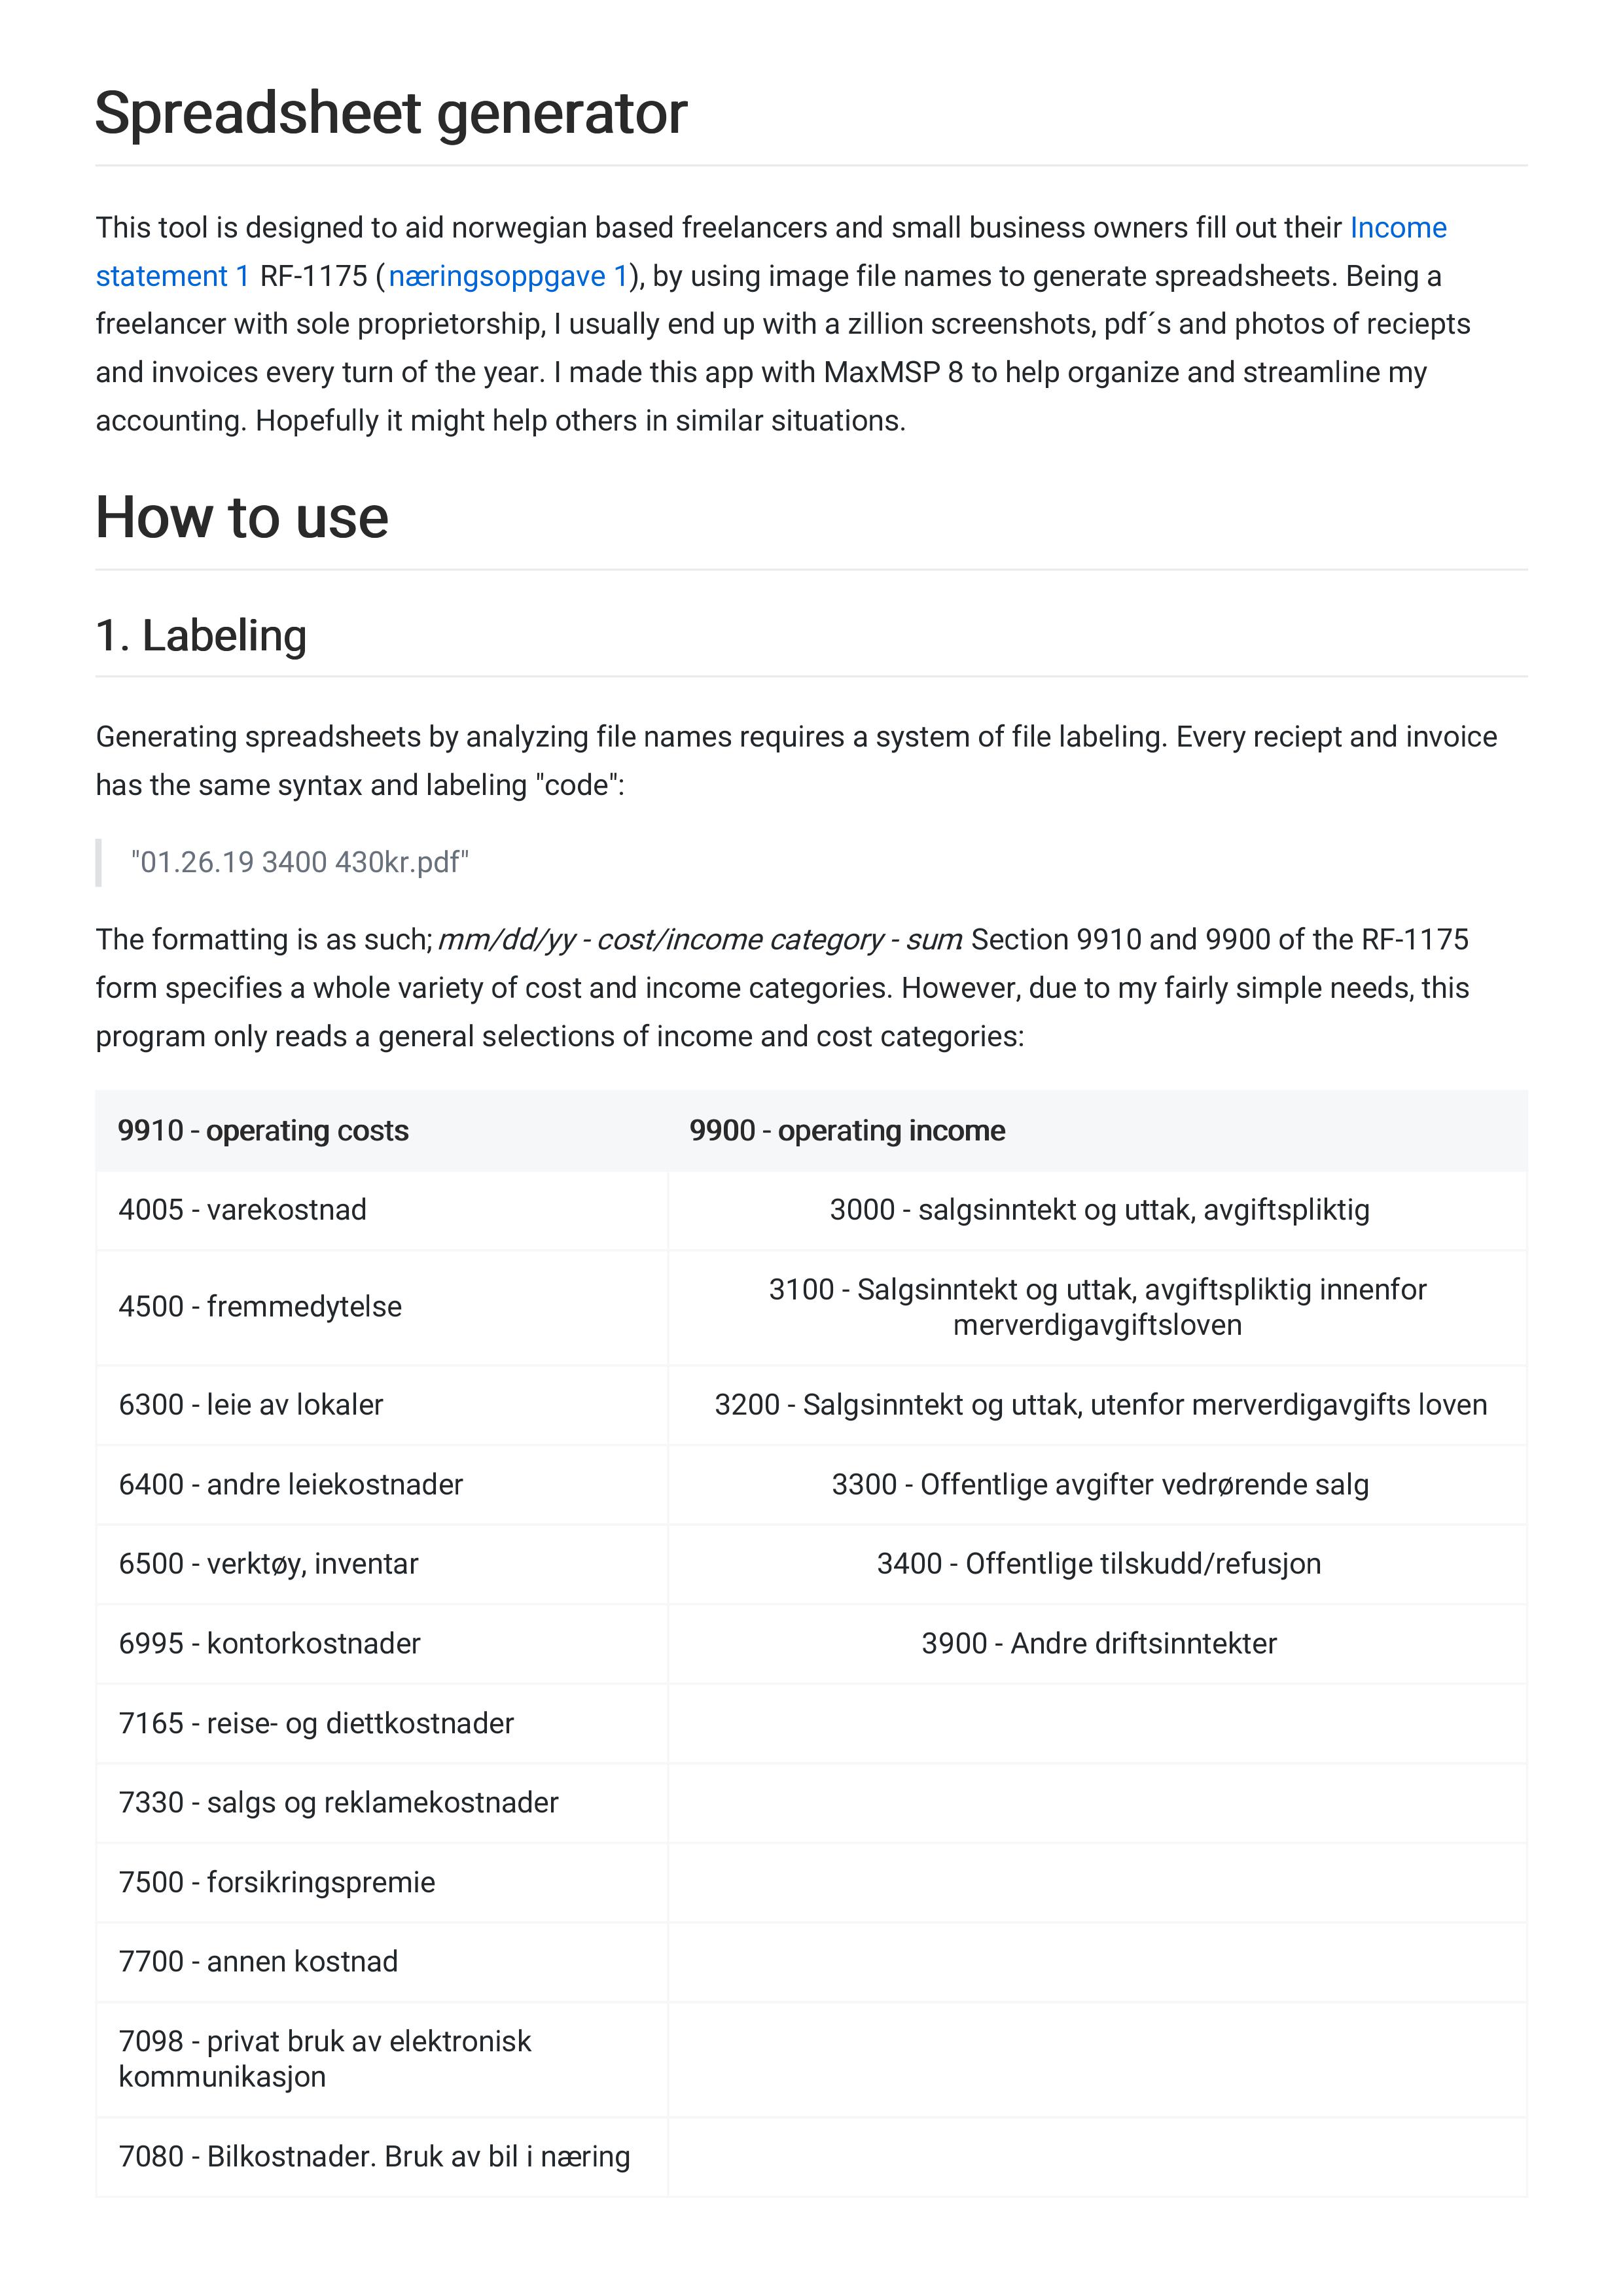 Spreadsheet generator
This tool is designed to aid norwegian based freelancers and small business owners fill out their Income
statement 1 RF-1175 (næringsoppgave 1), by using image file names to generate spreadsheets. Being a
freelancer with sole proprietorship, I usually end up with a zillion screenshots, pdf´s and photos of reciepts
and invoices every turn of the year. I made this app with MaxMSP 8 to help organize and streamline my
accounting. Hopefully it might help others in similar situations.
How to use
1. Labeling
Generating spreadsheets by analyzing file names requires a system of file labeling. Every reciept and invoice
has the same syntax and labeling "code":
"01.26.19 3400 430kr.pdf"
The formatting is as such; mm/dd/yy - cost/income category - sum. Section 9910 and 9900 of the RF-1175
form specifies a whole variety of cost and income categories. However, due to my fairly simple needs, this
program only reads a general selections of income and cost categories:
9910 - operating costs 9900 - operating income
4005 - varekostnad 3000 - salgsinntekt og uttak, avgiftspliktig
4500 - fremmedytelse 3100 - Salgsinntekt og uttak, avgiftspliktig innenfor
merverdigavgiftsloven
6300 - leie av lokaler 3200 - Salgsinntekt og uttak, utenfor merverdigavgifts loven
6400 - andre leiekostnader 3300 - Offentlige avgifter vedrørende salg
6500 - verktøy, inventar 3400 - Offentlige tilskudd/refusjon
6995 - kontorkostnader 3900 - Andre driftsinntekter
7165 - reise- og diettkostnader
7330 - salgs og reklamekostnader
7500 - forsikringspremie
7700 - annen kostnad
7098 - privat bruk av elektronisk
kommunikasjon
7080 - Bilkostnader. Bruk av bil i næring